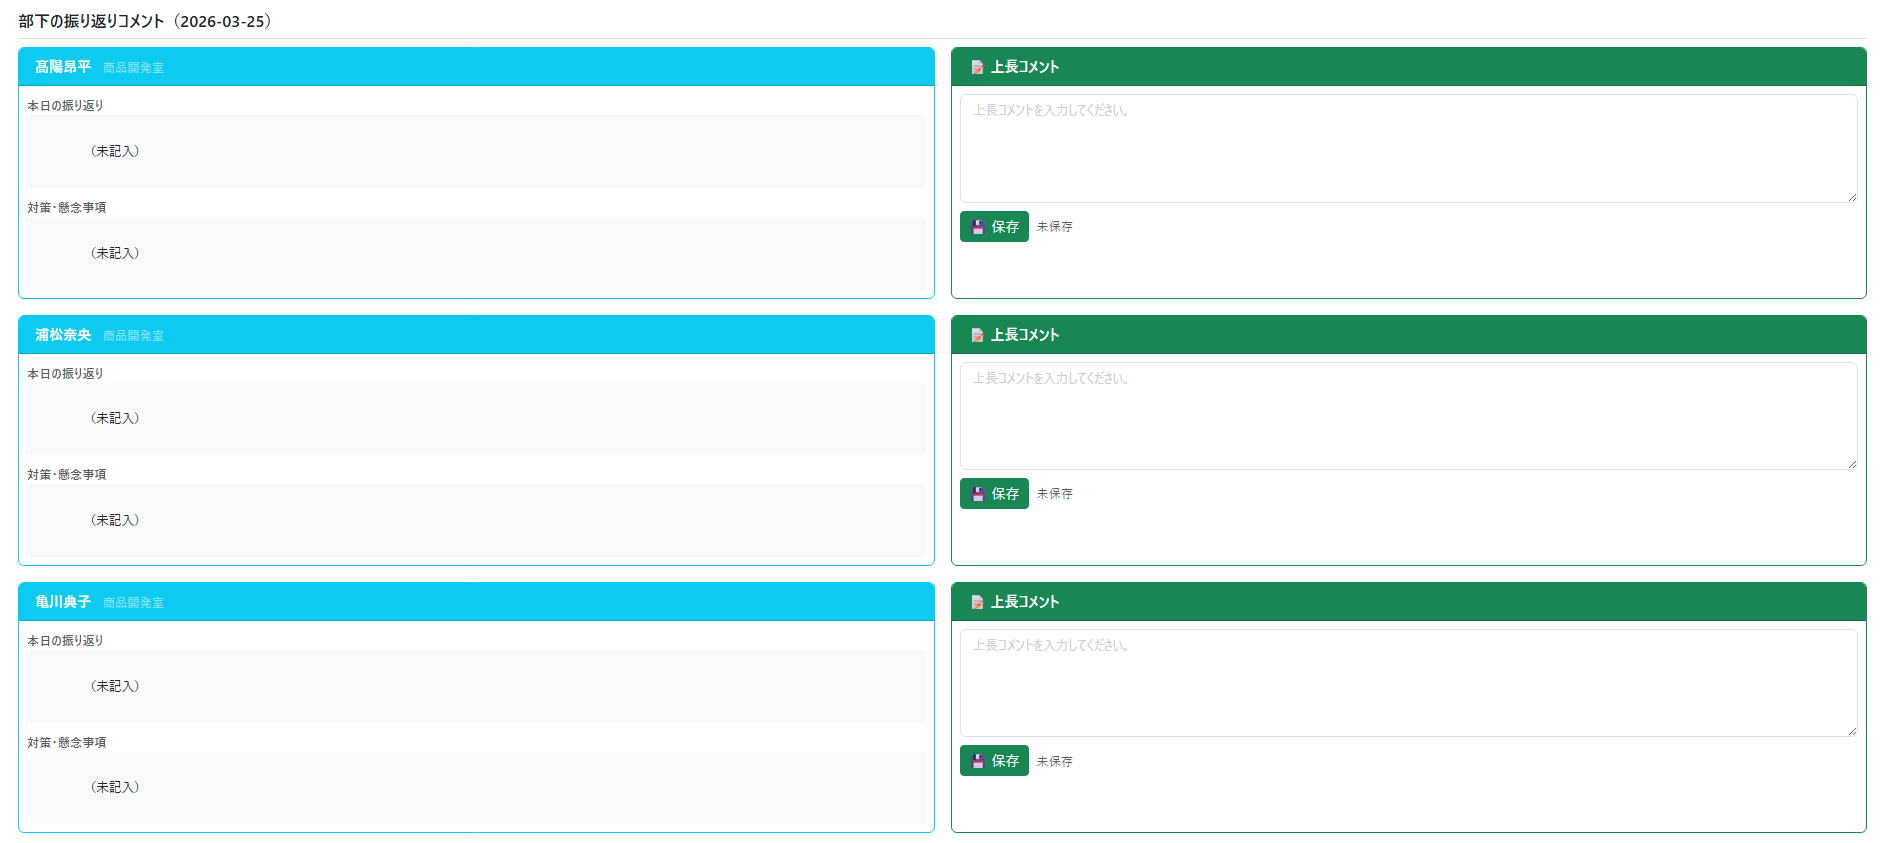 部下の振り返りコメント（2026-03-25）
髙陽昂平 商品開発室
本日の振り返り
（未記入）
対策・懸念事項
（未記入）
上長コメント
上長コメントを入力してください。
保存 未保存
浦松奈央 商品開発室
本日の振り返り
（未記入）
対策・懸念事項
（未記入）
上長コメント
上長コメントを入力してください。
保存 未保存
亀川典子 商品開発室
本日の振り返り
（未記入）
対策・懸念事項
（未記入）
上長コメント
上長コメントを入力してください。
保存 未保存